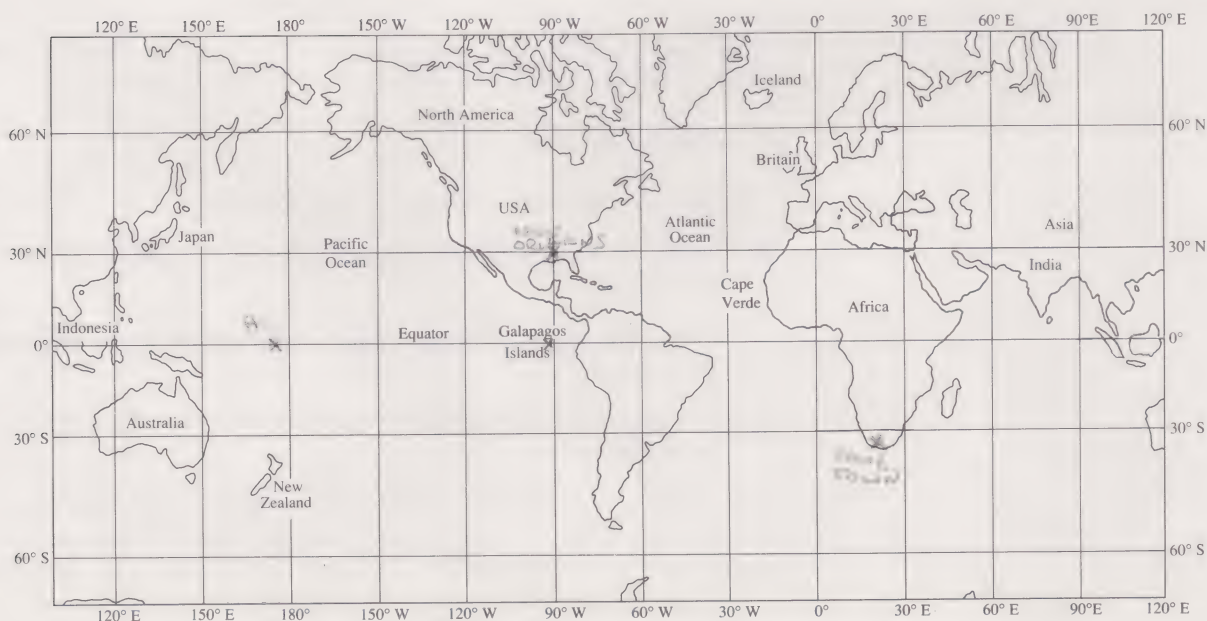 120° E 150° E 180° 150° W 120° W 90° W 60° W 30° W 0° 30° E 60° E 90° E 120° E
Iceland
North America
60° N 60° N
Britain
USA
Atlantic
Ocean
Asia
Japan
Pacific
Ocean
ORLEANS
30° N 30° N
India
Cape
Verde
Africa
Indonesia
Equator
Galapagos
Islands
0° 0°
Australia
30° S 30° S
TOWN
New
Zealand
60° S 60° S
120° E 150° E 180° 150° W 120° W 90° W 60° W 30° W 0° 30° E 60° E 90° E 120° E